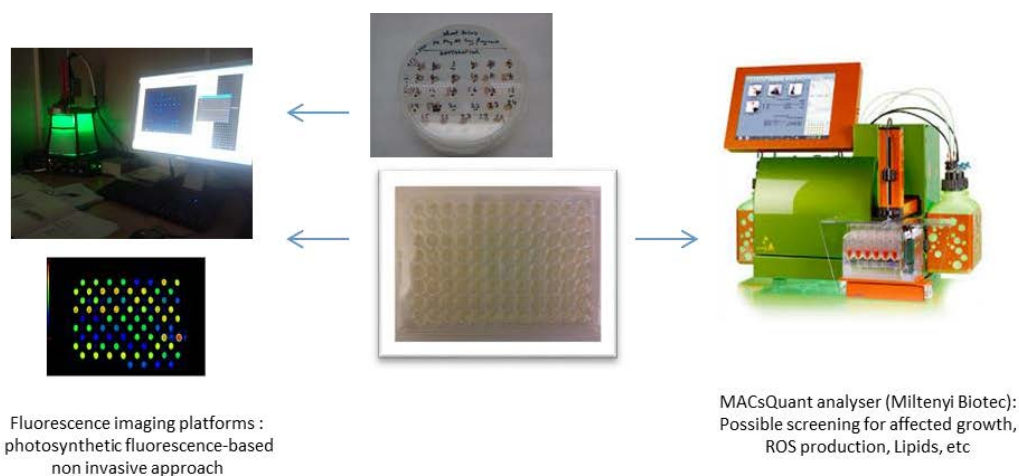 Fluorescence imaging platforms :
photosynthetic fluorescence-based
non invasive approach
MACsQuant analyser (Miltenyi Biotec):
Possible screening for affected growth,
ROS production, Lipids, etc